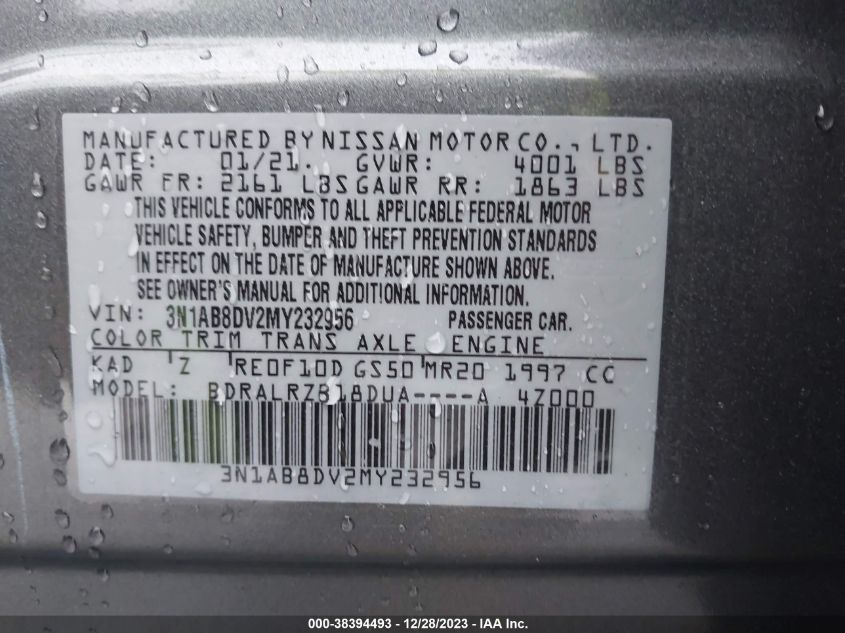 MANUFACTURED BY NISSAN MOTOR CO., LTD.
DATE: 01/21. GVWR: 4001 LBS
GAWR FR: 2161 LBS GAWR RR: 1863 LBS
THIS VEHICLE CONFORMS TO ALL APPLICABLE FEDERAL MOTOR
VEHICLE SAFETY, BUMPER AND THEFT PREVENTION STANDARDS
IN EFFECT ON THE DATE OF MANUFACTURE SHOWN ABOVE.
SEE OWNER'S MANUAL FOR ADDITIONAL INFORMATION.
VIN: 3N1AB8DV2MY232956 PASSENGER CAR.
COLOR TRIM TRANS AXLE ENGINE
KAD Z RE0F10D GS50 MR20 1997 CC
MODEL: BDRALRZB18DUA----A 4Z000
3N1AB8DV2MY232956
000-38394493 - 12/28/2023 - IAA Inc.